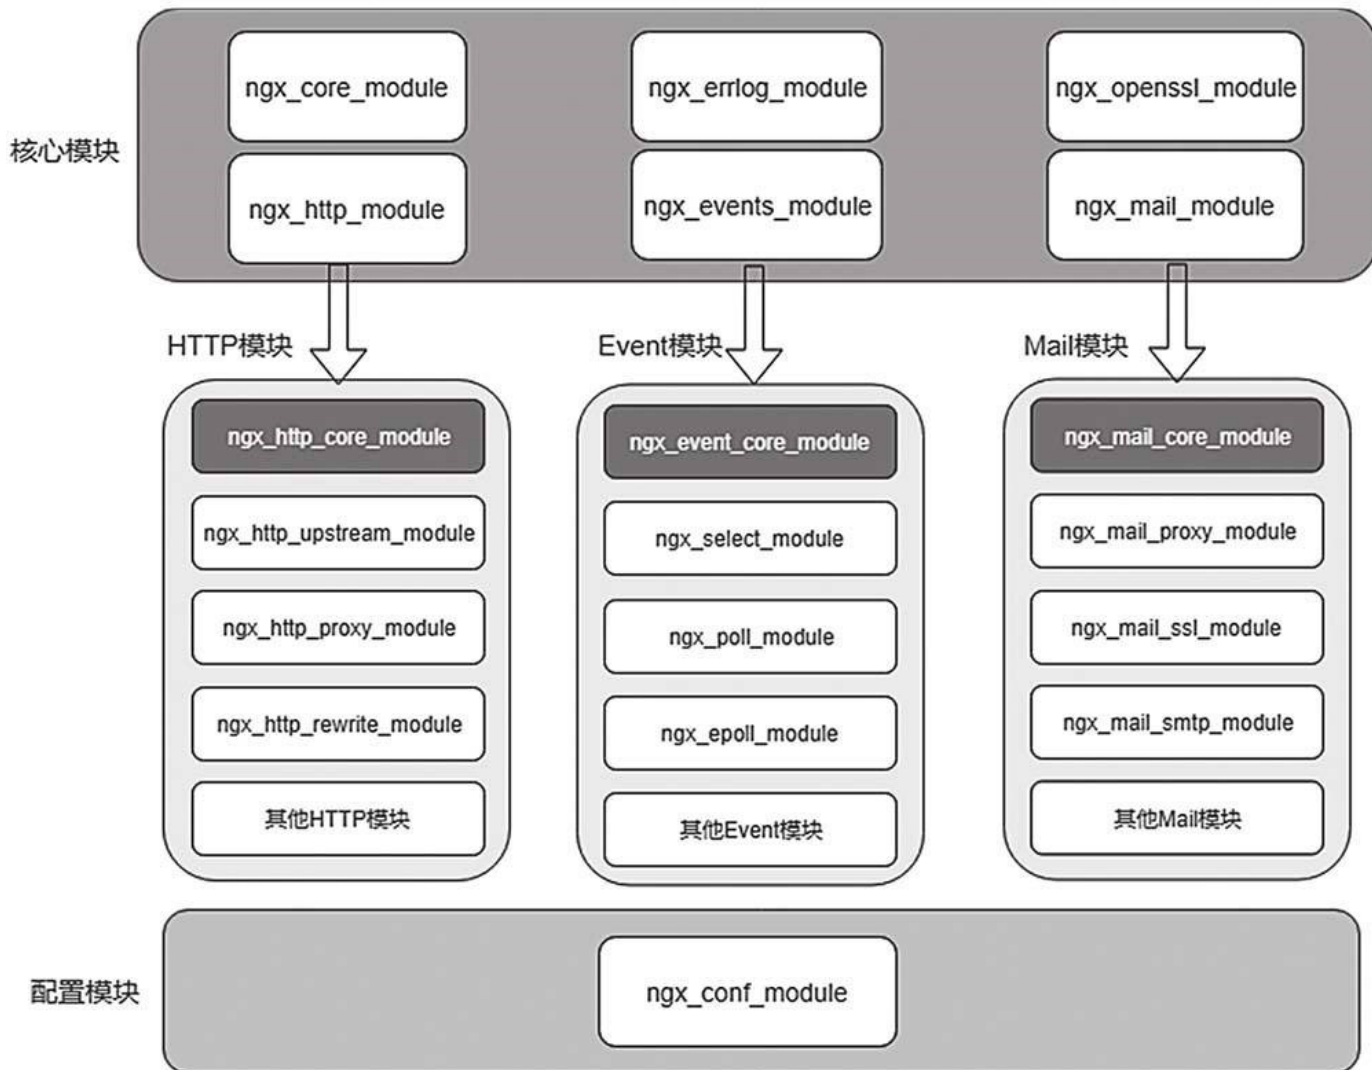 核心模块
ngx_core_module
ngx_errlog_module
ngx_openssl_module
ngx_http_module
ngx_events_module
ngx_mail_module
HTTP模块
Event模块
Mail模块
ngx_http_core_module
ngx_event_core_module
ngx_mail_core_module
ngx_http_upstream_module
ngx_select_module
ngx_mail_proxy_module
ngx_http_proxy_module
ngx_poll_module
ngx_mail_ssl_module
ngx_http_rewrite_module
ngx_epoll_module
ngx_mail_smtp_module
其他HTTP模块
其他Event模块
其他Mail模块
配置模块
ngx_conf_module